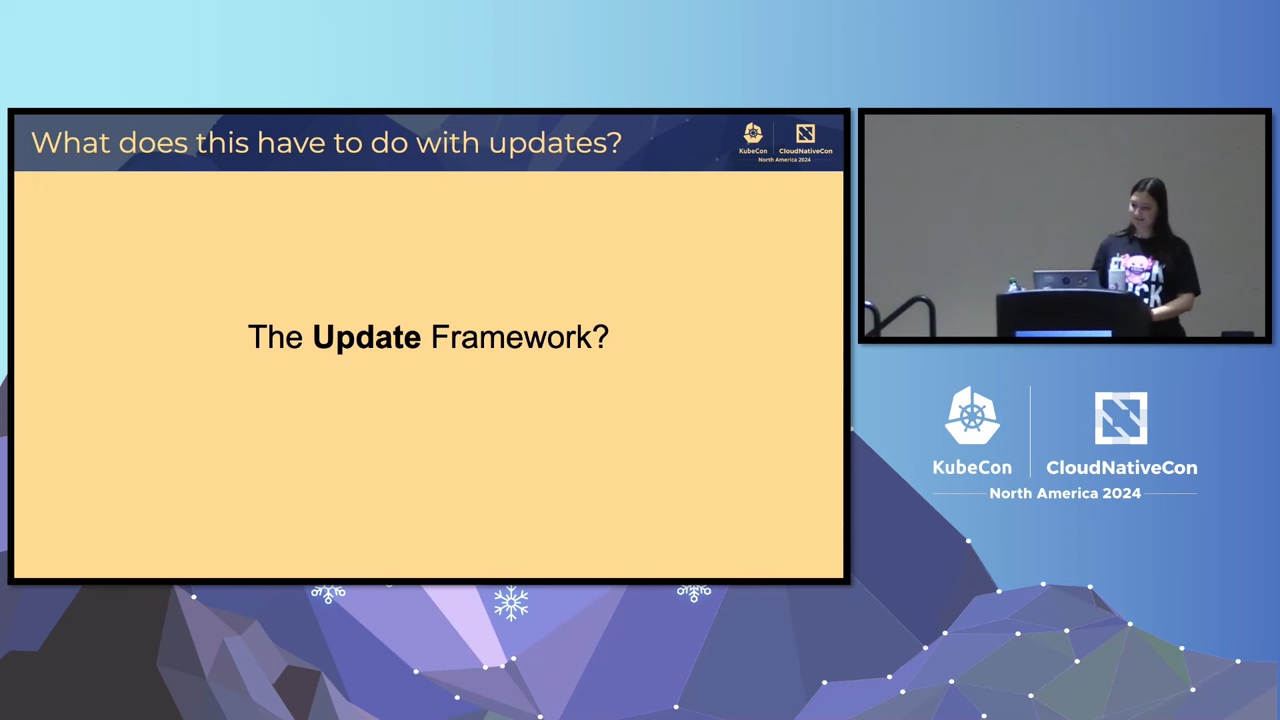 What does this have to do with updates?
KubeCon
CloudNativeCon
North America 2024
The Update Framework?
KubeCon
CloudNativeCon
North America 2024